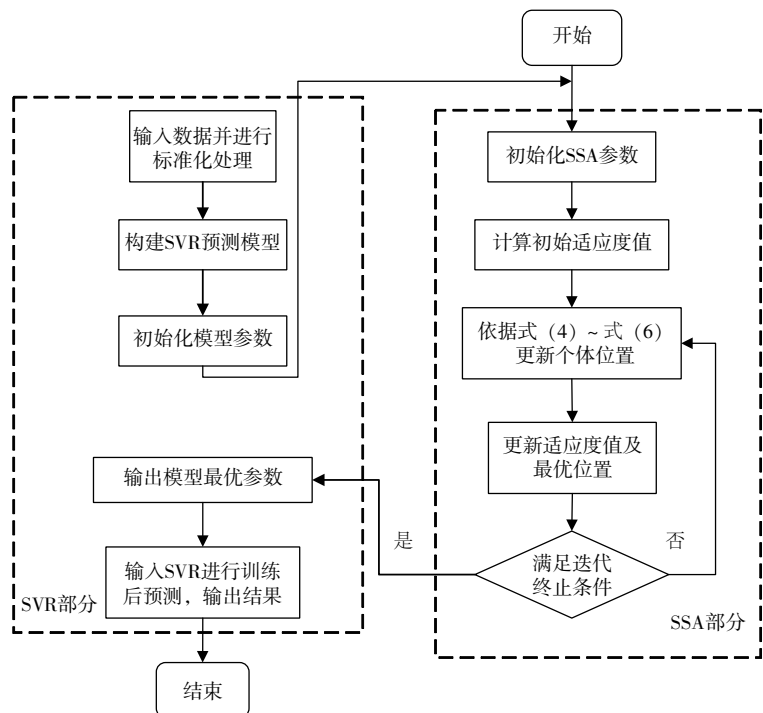 开始
输入数据并进行
标准化处理
构建SVR预测模型
初始化模型参数
初始化SSA参数
计算初始适应度值
依据式（4）~ 式（6）
更新个体位置
更新适应度值及
最优位置
满足迭代
终止条件
是
否
输出模型最优参数
输入SVR进行训练
后预测，输出结果
SVR部分
SSA部分
结束